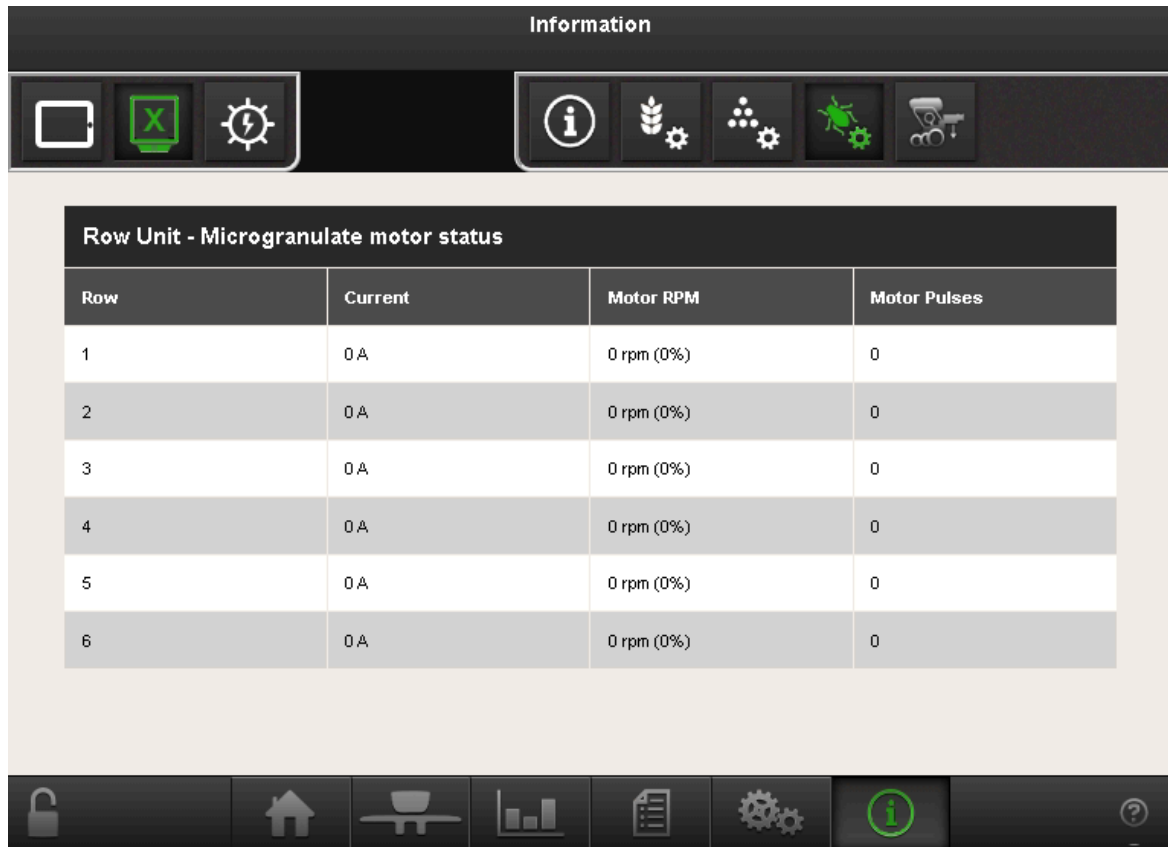 Information
X
i
Row Unit - Microgranulate motor status
Row Current Motor RPM Motor Pulses
1 0 A 0 rpm (0%) 0
2 0 A 0 rpm (0%) 0
3 0 A 0 rpm (0%) 0
4 0 A 0 rpm (0%) 0
5 0 A 0 rpm (0%) 0
6 0 A 0 rpm (0%) 0
i ?